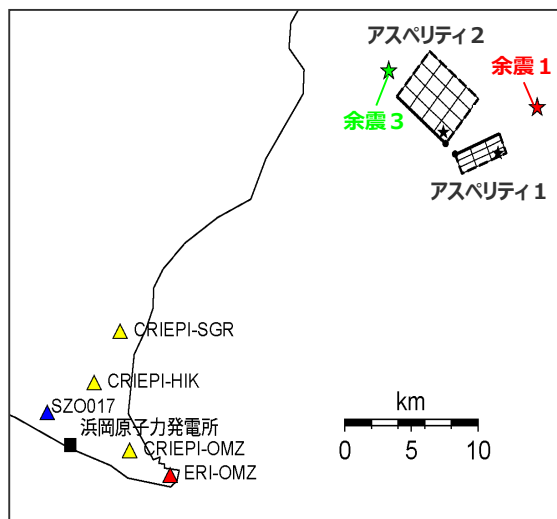 アスペリティ２
余震１
余震３
アスペリティ１
CRIEPI-SGR
CRIEPI-HIK
SZO017
浜岡原子力発電所
CRIEPI-OMZ
ERI-OMZ
km
0 5 10